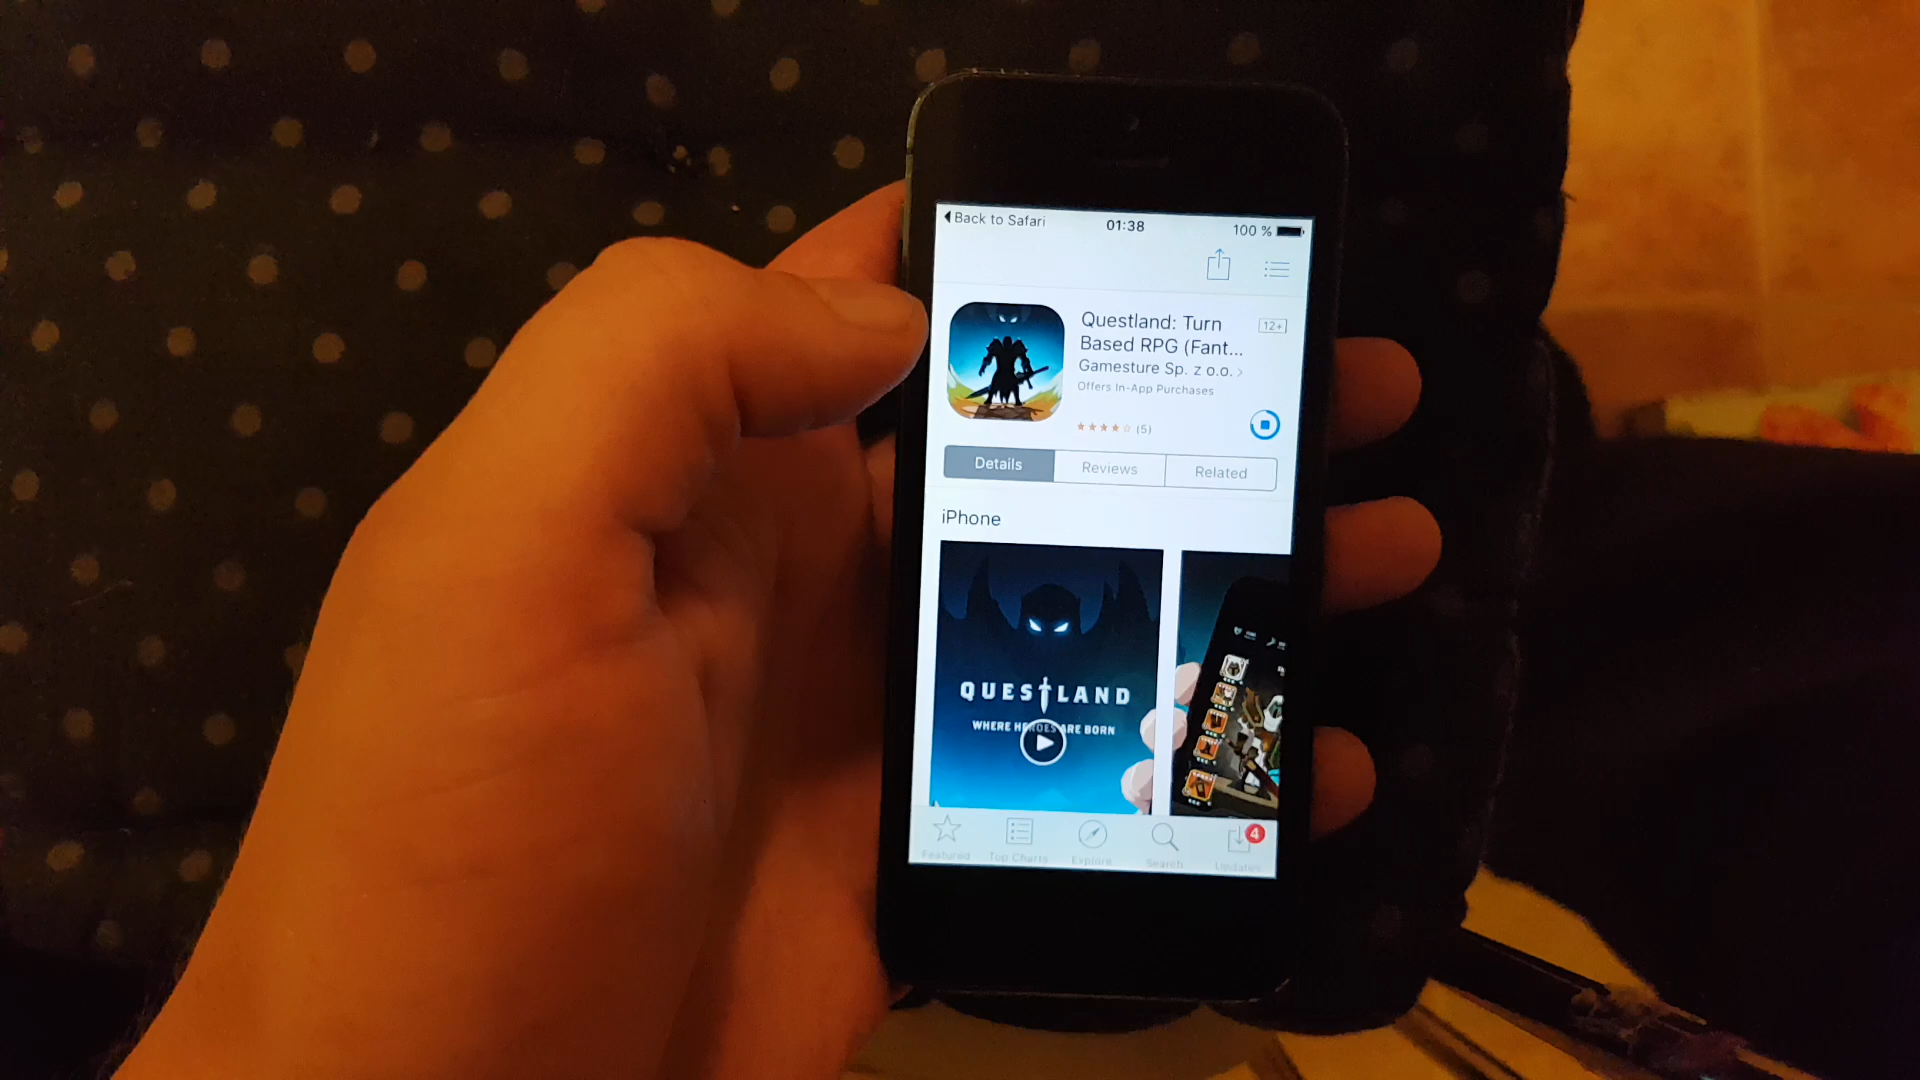 Back to Safari 01:38 100 %
Questland: Turn 12+
Based RPG (Fant...
Gamesture Sp. z o.o.
Offers In-App Purchases
(5)
Details Reviews Related
iPhone
QUESTLAND
WHERE HEROES ARE BORN
4
Featured Top Charts Explore Search Updates